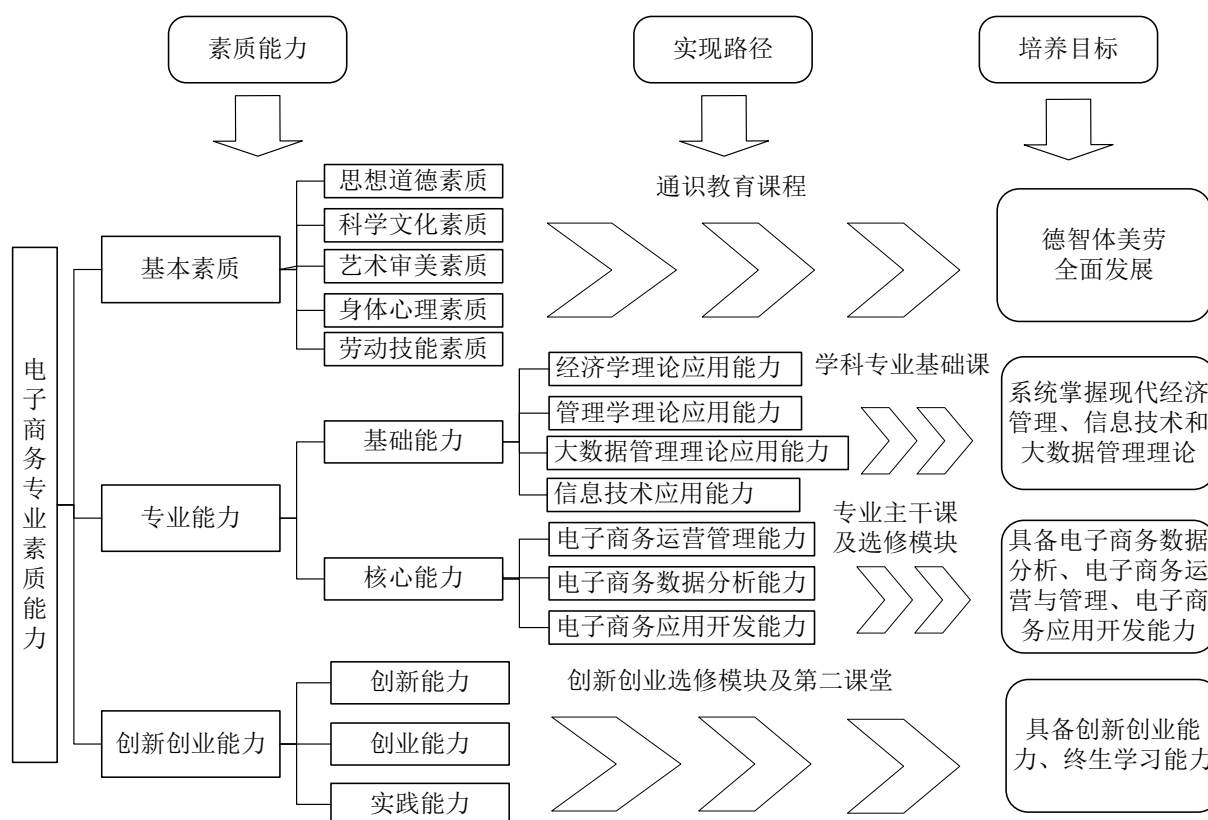 素质能力
实现路径
培养目标
电子商务专业素质能力
基本素质
思想道德素质
科学文化素质
艺术审美素质
身体心理素质
劳动技能素质
通识教育课程
德智体美劳
全面发展
专业能力
基础能力
经济学理论应用能力
管理学理论应用能力
大数据管理理论应用能力
信息技术应用能力
学科专业基础课
系统掌握现代经济
管理、信息技术和
大数据管理理论
核心能力
电子商务运营管理能力
电子商务数据分析能力
电子商务应用开发能力
专业主干课
及选修模块
具备电子商务数据
分析、电子商务运
营与管理、电子商
务应用开发能力
创新创业能力
创新能力
创业能力
实践能力
创新创业选修模块及第二课堂
具备创新创业能
力、终生学习能力